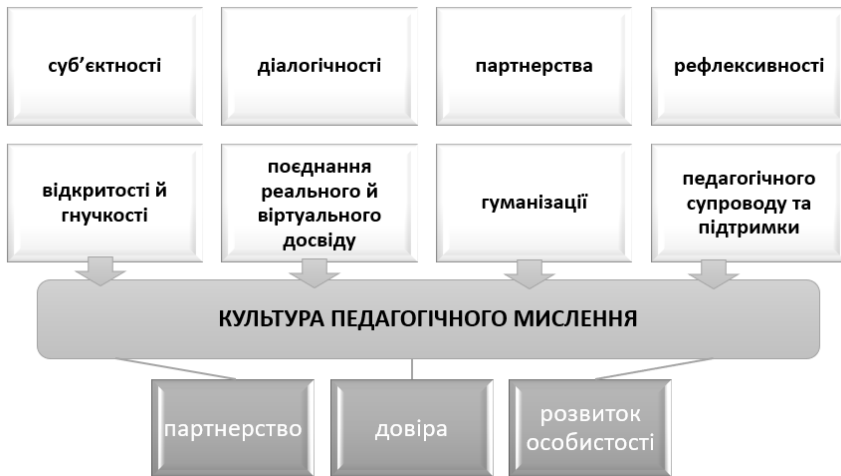 суб’єктності
діалогічності
партнерства
рефлексивності
відкритості й
гнучкості
поєднання
реального й
віртуального
досвіду
гуманізації
педагогічного
супроводу та
підтримки
КУЛЬТУРА ПЕДАГОГІЧНОГО МИСЛЕННЯ
партнерство
довіра
розвиток
особистості